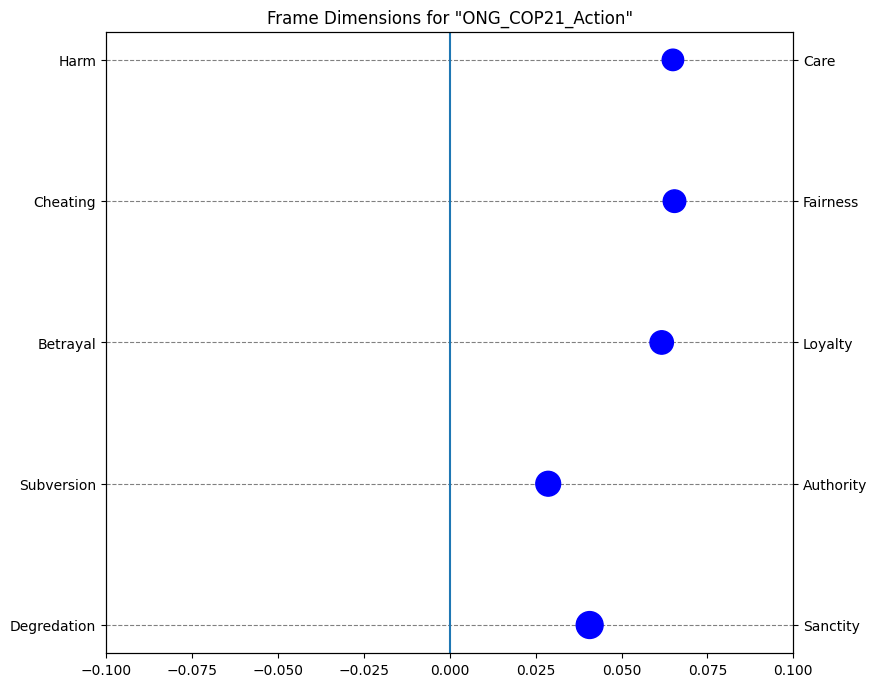 Frame Dimensions for "ONG_COP21_Action"
Harm
Care
Cheating
Fairness
Betrayal
Loyalty
Subversion
Authority
Degredation
Sanctity
−0.100 −0.075 −0.050 −0.025 0.000 0.025 0.050 0.075 0.100